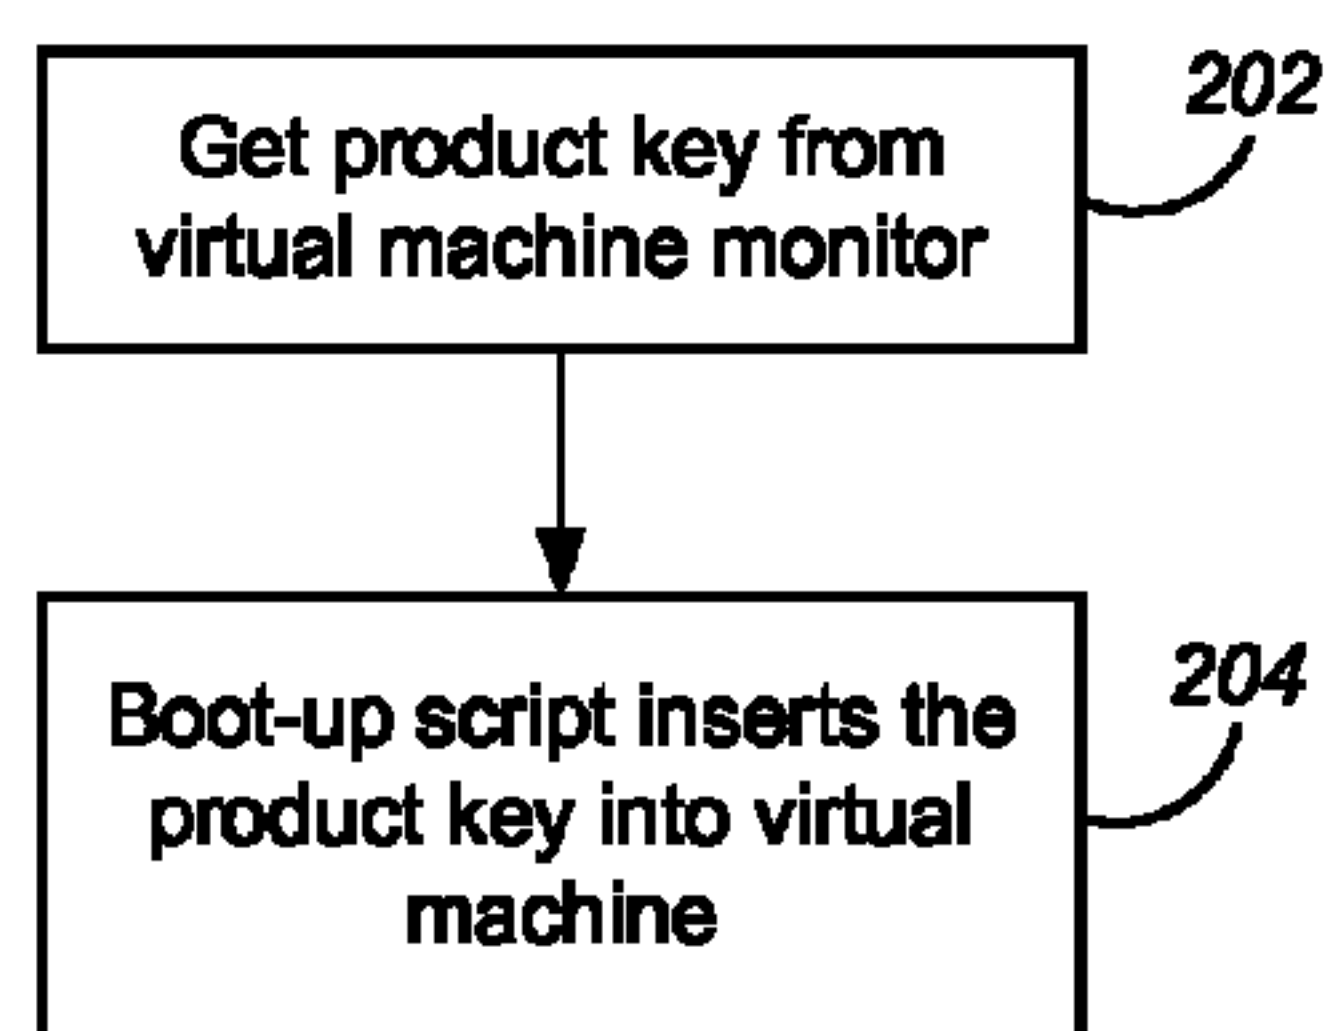 202
Get product key from
virtual machine monitor
204
Boot-up script inserts the
product key into virtual
machine